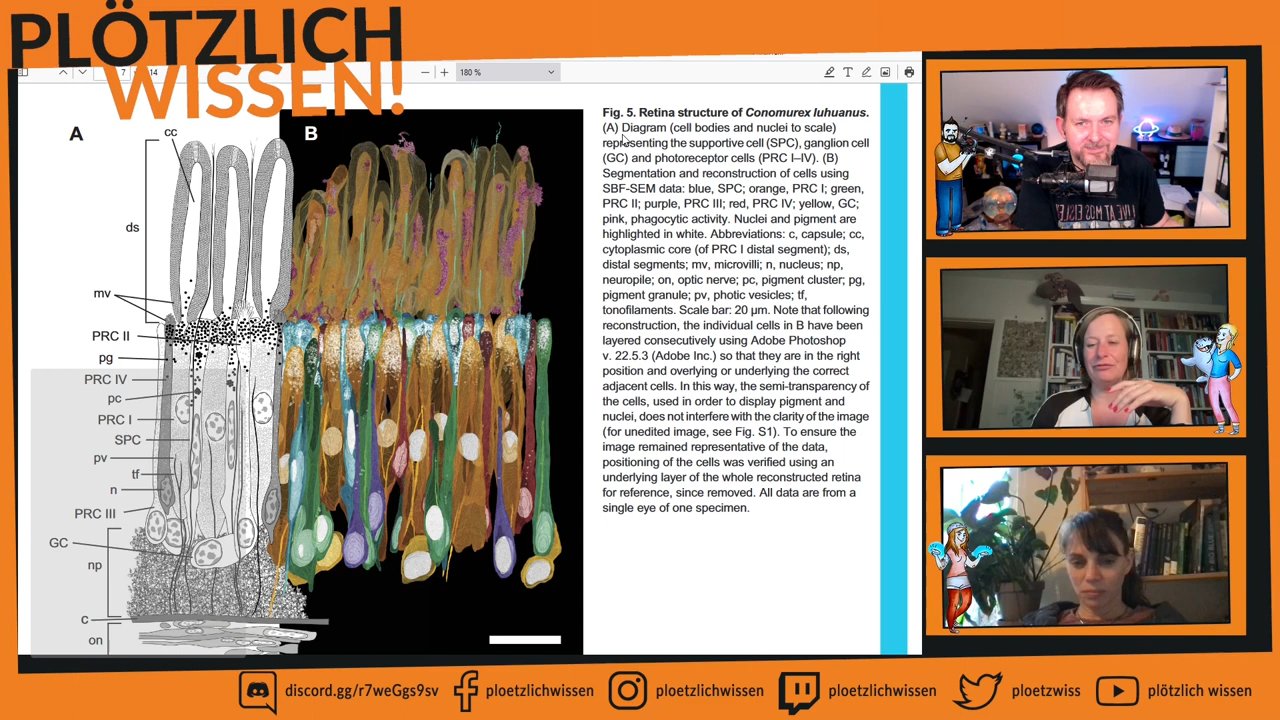 PLÖTZLICH
WISSEN!
7
14
180 %
A
B
cc
ds
mv
PRC II
pg
PRC IV
pc
PRC I
SPC
pv
tf
n
PRC III
GC
np
c
on
Fig. 5. Retina structure of Conomurex luhuanus.
(A) Diagram (cell bodies and nuclei to scale)
representing the supportive cell (SPC), ganglion cell
(GC) and photoreceptor cells (PRC I–IV). (B)
Segmentation and reconstruction of cells using
SBF-SEM data: blue, SPC; orange, PRC I; green,
PRC II; purple, PRC III; red, PRC IV; yellow, GC;
pink, phagocytic activity. Nuclei and pigment are
highlighted in white. Abbreviations: c, capsule; cc,
cytoplasmic core (of PRC I distal segment); ds,
distal segments; mv, microvilli; n, nucleus; np,
neuropile; on, optic nerve; pc, pigment cluster; pg,
pigment granule; pv, photic vesicles; tf,
tonofilaments. Scale bar: 20 μm. Note that following
reconstruction, the individual cells in B have been
layered consecutively using Adobe Photoshop
v. 22.5.3 (Adobe Inc.) so that they are in the right
position and overlying or underlying the correct
adjacent cells. In this way, the semi-transparency of
the cells, used in order to display pigment and
nuclei, does not interfere with the clarity of the image
(for unedited image, see Fig. S1). To ensure the
image remained representative of the data,
positioning of the cells was verified using an
underlying layer of the whole reconstructed retina
for reference, since removed. All data are from a
single eye of one specimen.
LIVE AT MOS EISLEY
discord.gg/r7weGgs9sv
ploetzlichwissen
ploetzlichwissen
ploetzlichwissen
ploetzwiss
plötzlich wissen